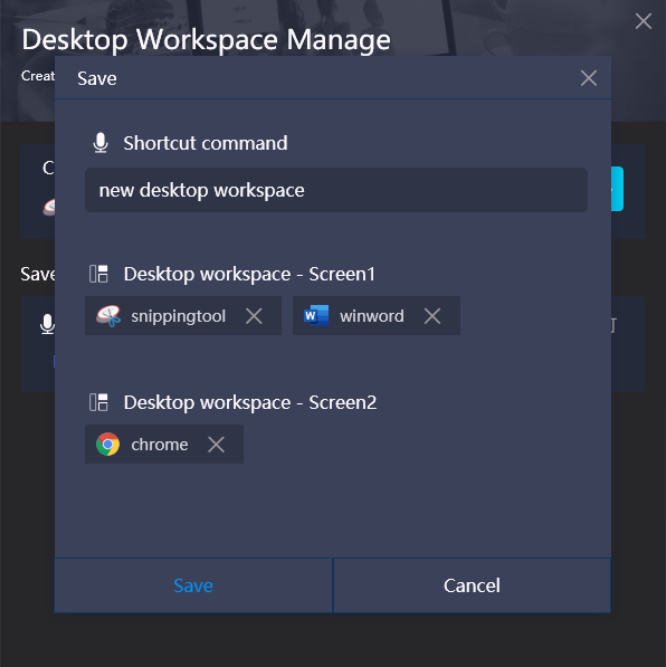 Desktop Workspace Manage
Creat
Save
Shortcut command
new desktop workspace
Desktop workspace - Screen1
snippingtool
winword
Save
Desktop workspace - Screen2
chrome
Save
Cancel